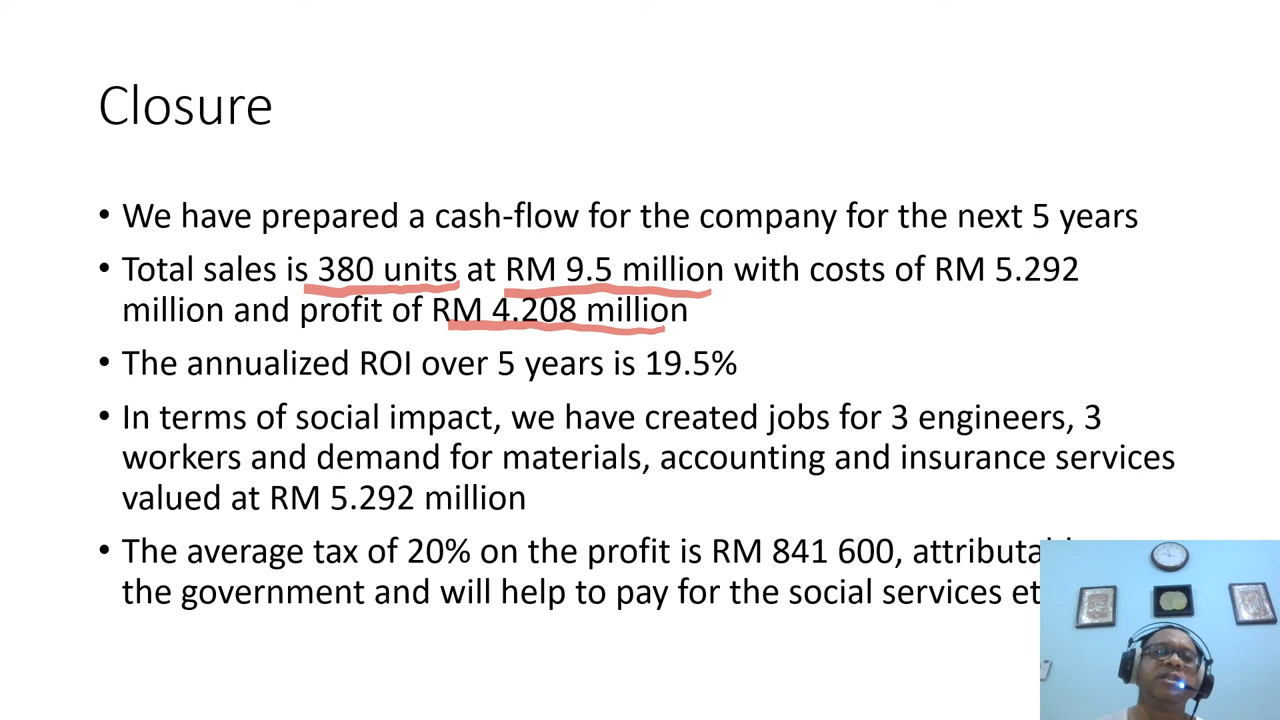 Closure
• We have prepared a cash-flow for the company for the next 5 years
• Total sales is 380 units at RM 9.5 million with costs of RM 5.292
million and profit of RM 4.208 million
• The annualized ROI over 5 years is 19.5%
• In terms of social impact, we have created jobs for 3 engineers, 3
workers and demand for materials, accounting and insurance services
valued at RM 5.292 million
• The average tax of 20% on the profit is RM 841 600,
the government and will help to pay for the social services